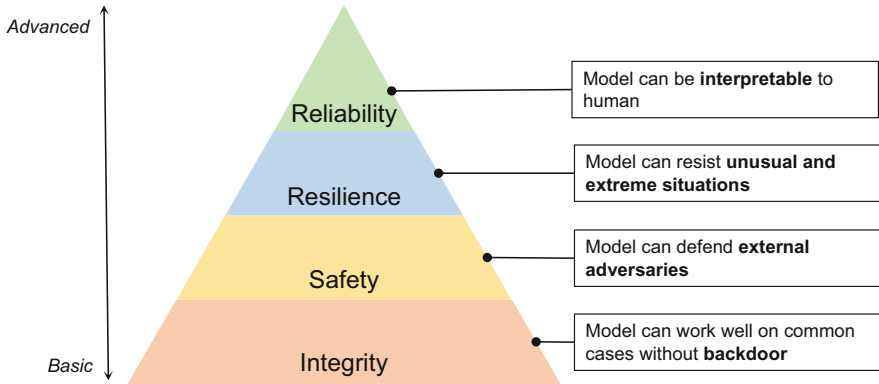 Advanced
Reliability
Model can be interpretable to
human
Resilience
Model can resist unusual and
extreme situations
Safety
Model can defend external
adversaries
Basic
Integrity
Model can work well on common
cases without backdoor